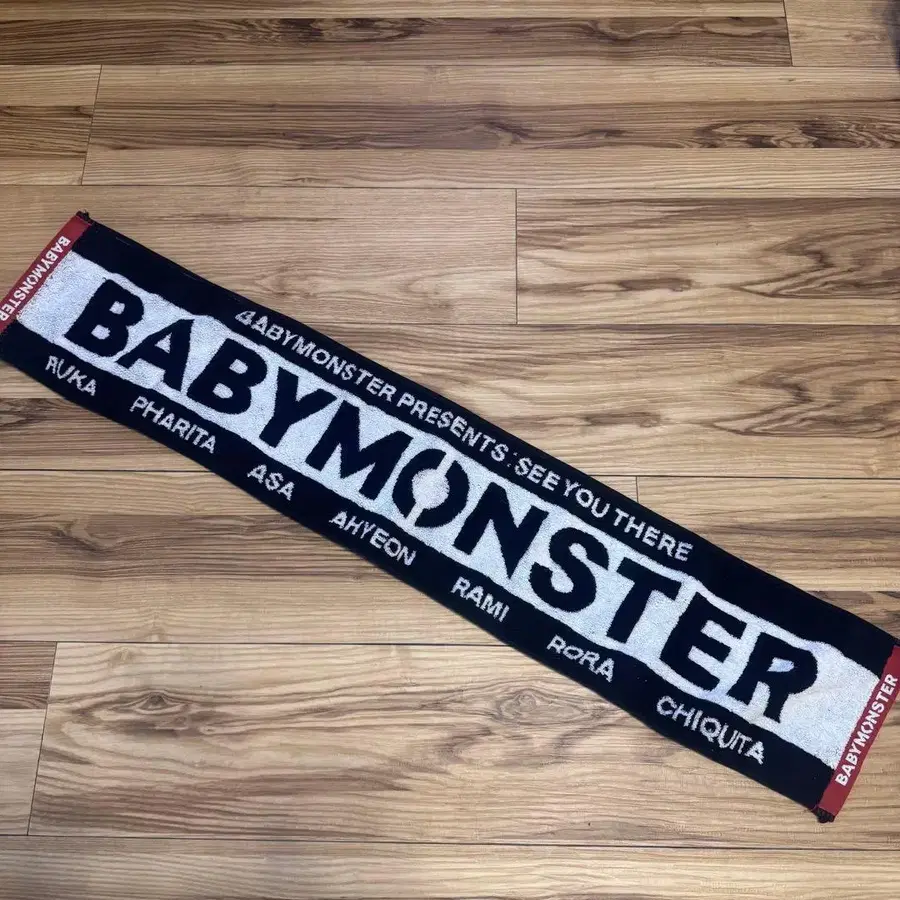 BABYMONSTER
BABYMONSTER PRESENTS : SEE YOU THERE
BABYMONSTER
RUKA PHARITA ASA AHYEON RAMI RORA CHIQUITA
BABYMONSTER